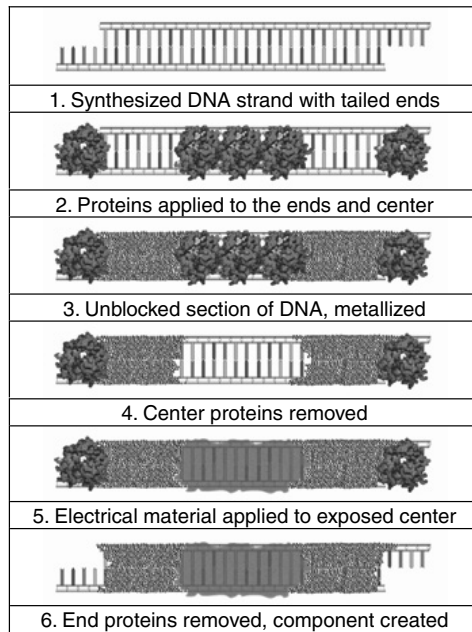 1. Synthesized DNA strand with tailed ends
2. Proteins applied to the ends and center
3. Unblocked section of DNA, metallized
4. Center proteins removed
5. Electrical material applied to exposed center
6. End proteins removed, component created